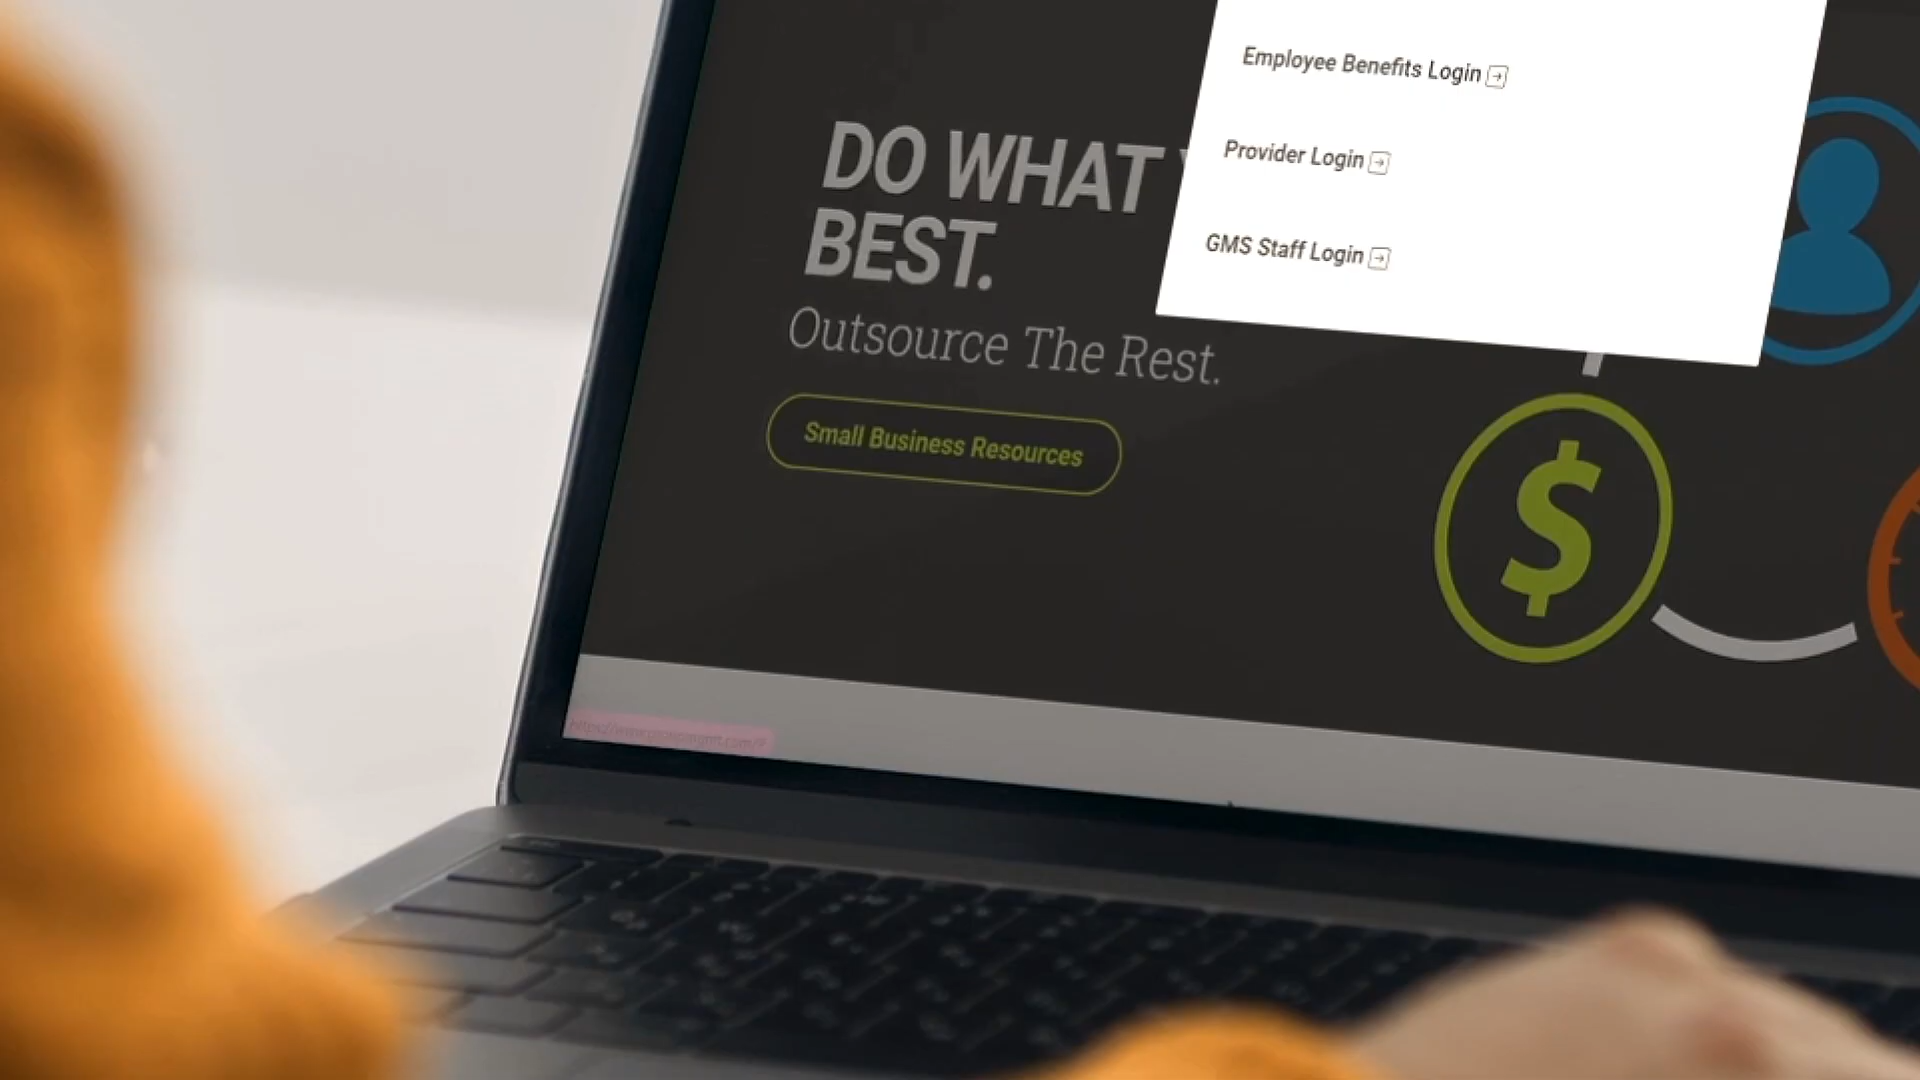 Employee Benefits Login
Provider Login
GMS Staff Login
DO WHAT
BEST.
Outsource The Rest.
Small Business Resources
$